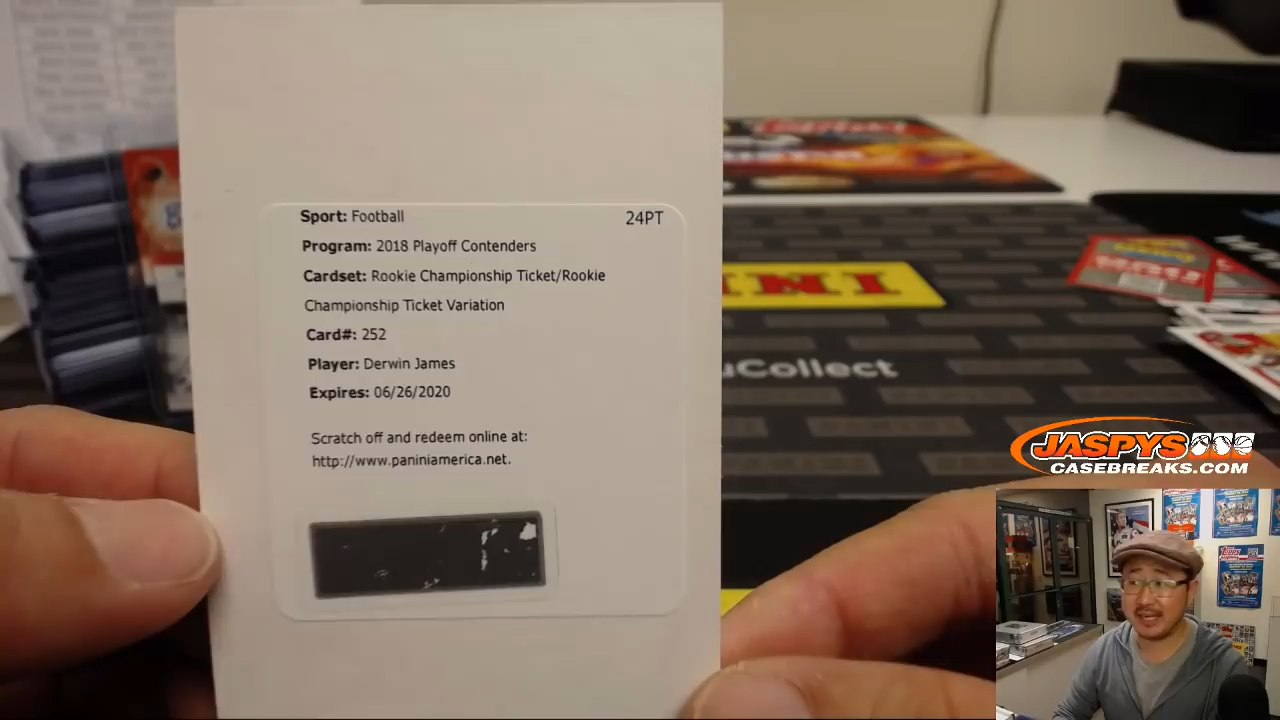 Sport: Football
24PT
Program: 2018 Playoff Contenders
Cardset: Rookie Championship Ticket/Rookie
Championship Ticket Variation
Card#: 252
Player: Derwin James
Expires: 06/26/2020
Scratch off and redeem online at:
http://www.paniniamerica.net.
uCollect
JASPYS
CASEBREAKS.COM
Topps